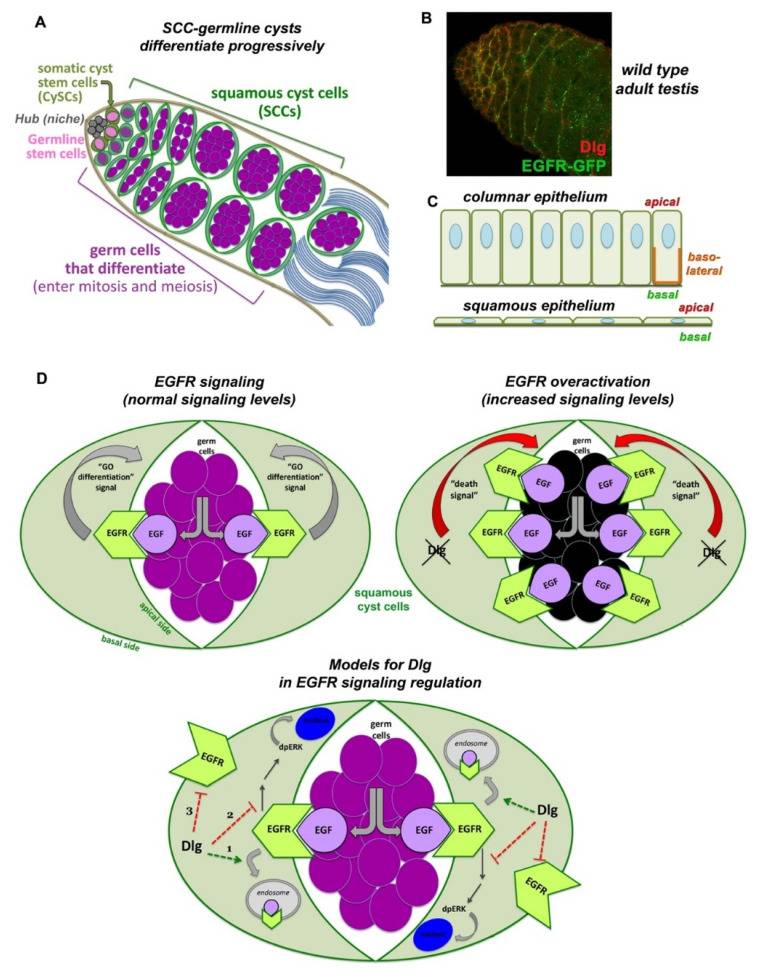 A
SCC-germline cysts
differentiate progressively
somatic cyst
stem cells
(CySCs)
squamous cyst cells
(SCCs)
Hub (niche)
Germline
stem cells
germ cells
that differentiate
(enter mitosis and meiosis)
B
wild type
adult testis
Dlg
EGFR-GFP
C
columnar epithelium
apical
baso-
lateral
basal
squamous epithelium
apical
basal
D
EGFR signaling
(normal signaling levels)
germ
cells
"GO
differentiation"
signal
"GO
differentiation"
signal
EGFR
EGF
EGF
EGFR
apical side
basal side
squamous
cyst cells
EGFR overactivation
(increased signaling levels)
germ
cells
EGFR
EGF
EGF
EGFR
"death
signal"
"death
signal"
EGFR
EGF
EGF
EGFR
Dlg
Dlg
EGFR
EGF
EGF
EGFR
Models for Dlg
in EGFR signaling regulation
germ
cells
EGFR
dpERK
3
2
Dlg
1
EGFR
EGF
EGF
EGFR
endosome
endosome
Dlg
EGFR
dpERK